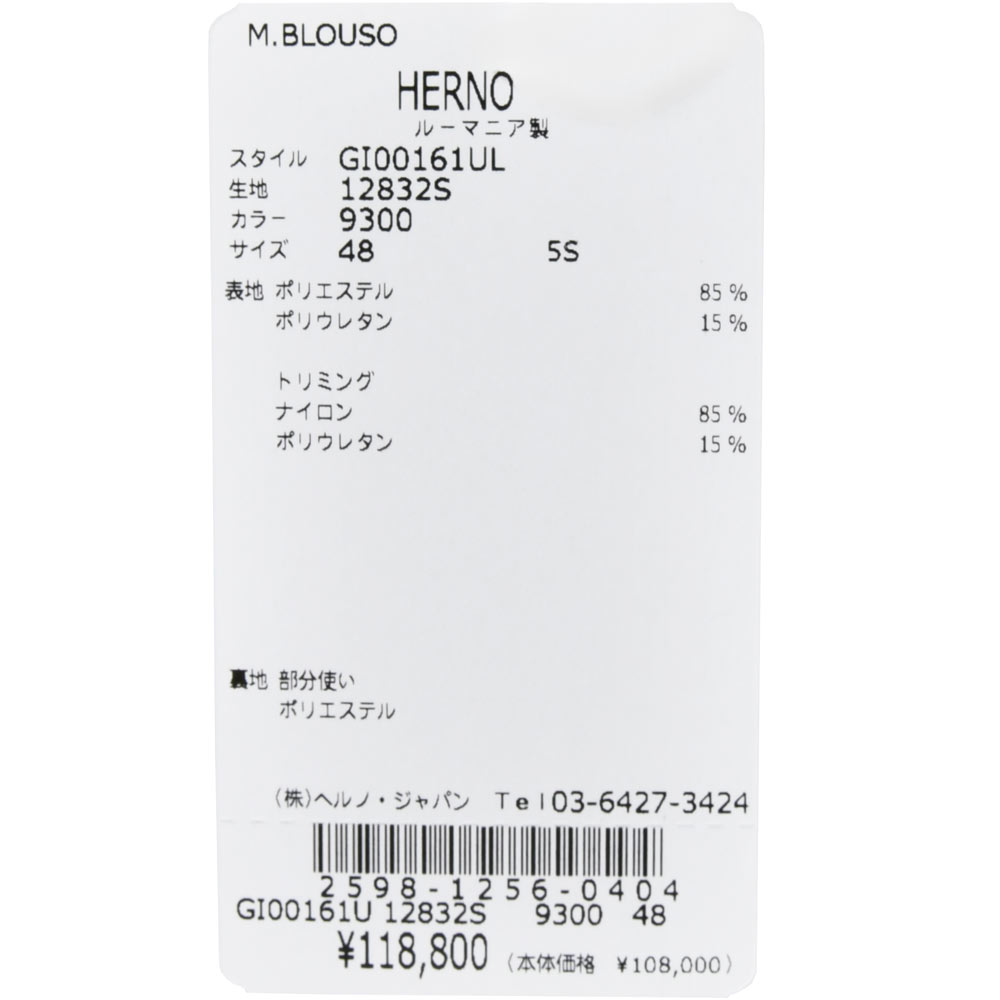 M.BLOUSO
HERNO
ルーマニア製
スタイル GI00161UL
生地 12832S
カラー 9300
サイズ 48 5S
表地 ポリエステル 85%
ポリウレタン 15%
トリミング
ナイロン 85%
ポリウレタン 15%
裏地 部分使い
ポリエステル
(株)ヘルノ・ジャパン Tel03-6427-3424
2598-1256-0404
GI00161U 12832S 9300 48
¥118,800 (本体価格 ¥108,000)